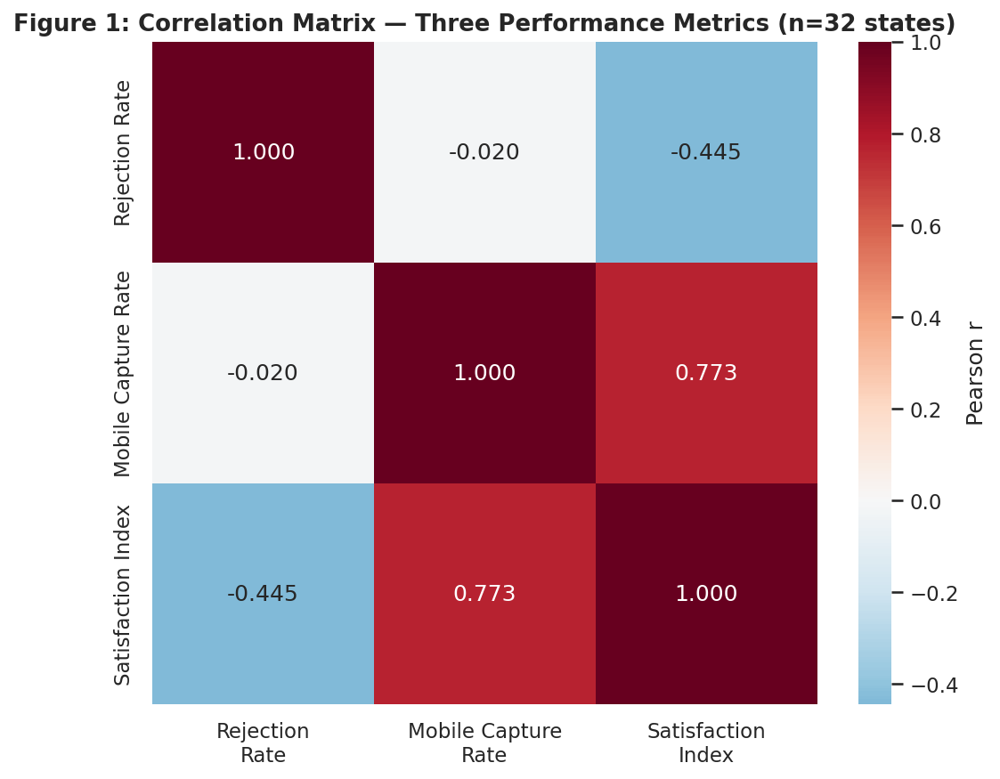 Figure 1: Correlation Matrix — Three Performance Metrics (n=32 states)
Rejection Rate
1.000
-0.020
-0.445
Mobile Capture Rate
-0.020
1.000
0.773
Satisfaction Index
-0.445
0.773
1.000
Rejection
Rate
Mobile Capture
Rate
Satisfaction
Index
1.0
0.8
0.6
0.4
0.2
0.0
−0.2
−0.4
Pearson r